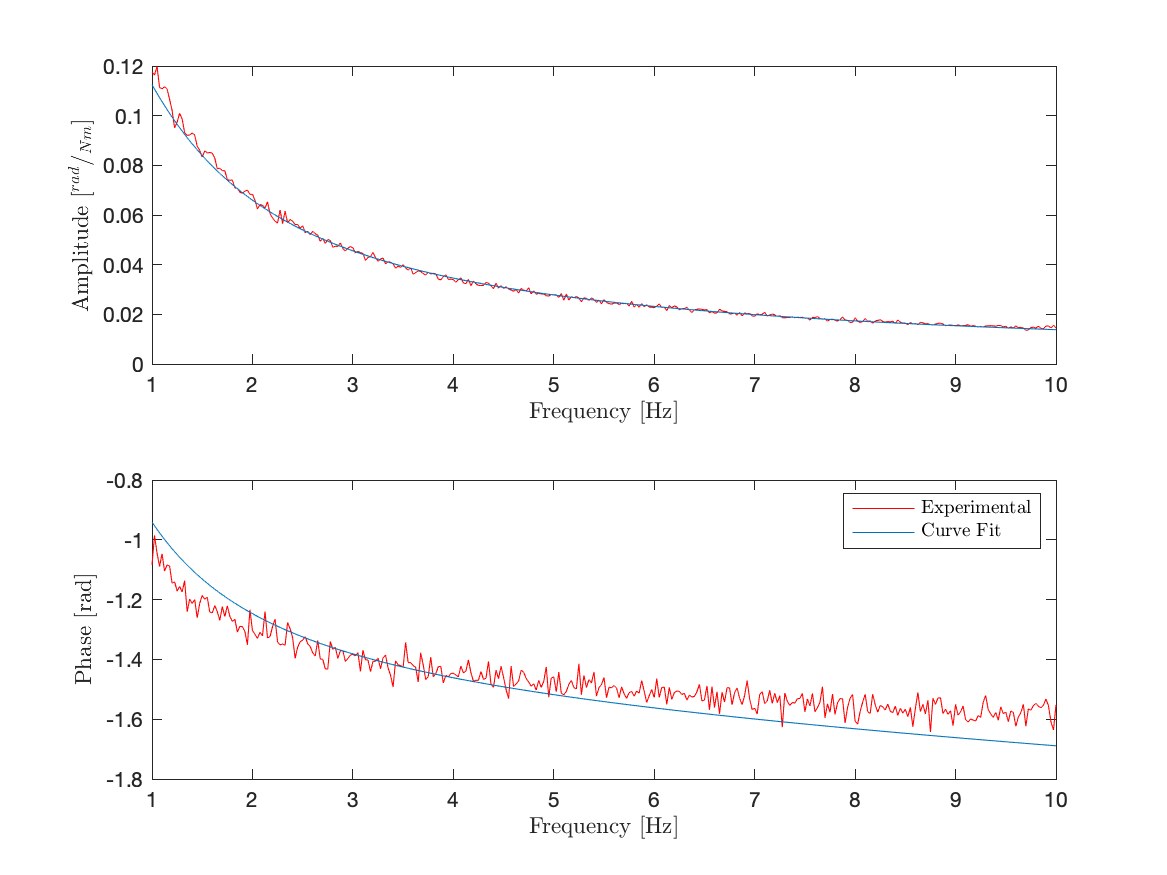 0.12
0.1
0.08
0.06
0.04
0.02
0
Amplitude [rad/Nm]
1 2 3 4 5 6 7 8 9 10
Frequency [Hz]
-0.8
-1
-1.2
-1.4
-1.6
-1.8
Phase [rad]
Experimental
Curve Fit
1 2 3 4 5 6 7 8 9 10
Frequency [Hz]